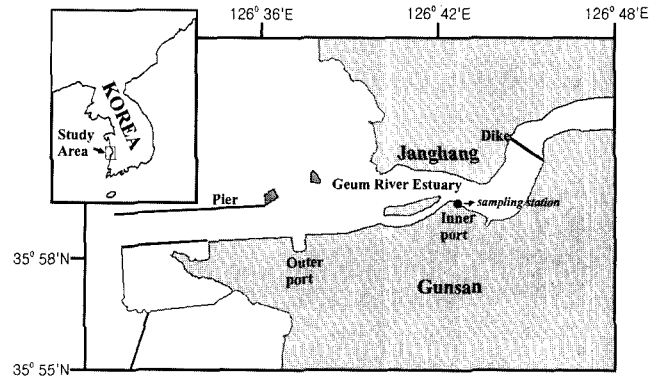 126° 36'E
126° 42'E
126° 48'E
KOREA
Study
Area
Dike
Janghang
Geum River Estuary
Pier
sampling station
Inner
port
35° 58'N
Outer
port
Gunsan
35° 55'N